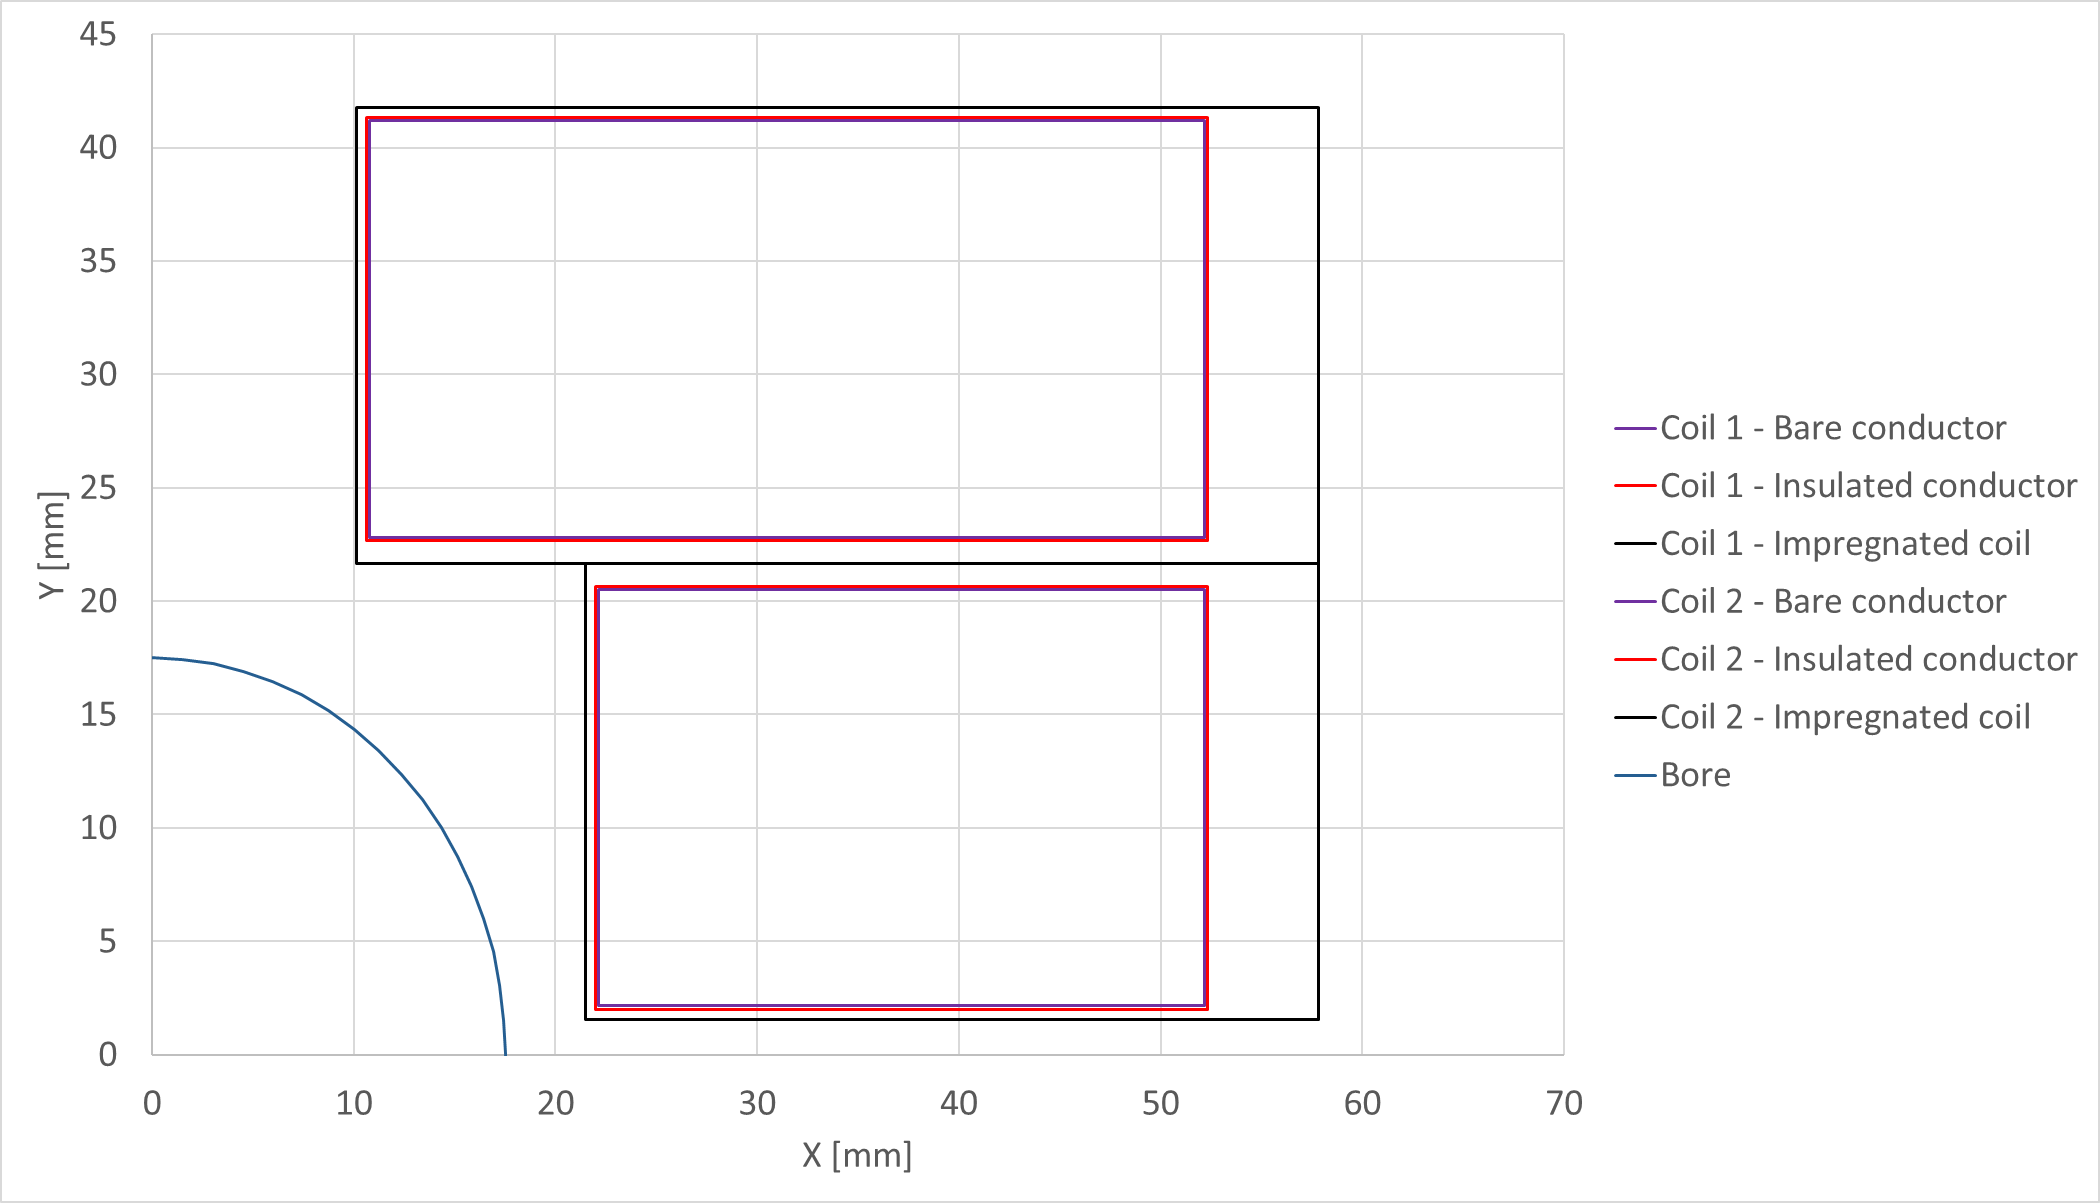 45
40
35
30
25
20
15
10
5
0
Y [mm]
0 10 20 30 40 50 60 70
X [mm]
Coil 1 - Bare conductor
Coil 1 - Insulated conductor
Coil 1 - Impregnated coil
Coil 2 - Bare conductor
Coil 2 - Insulated conductor
Coil 2 - Impregnated coil
Bore